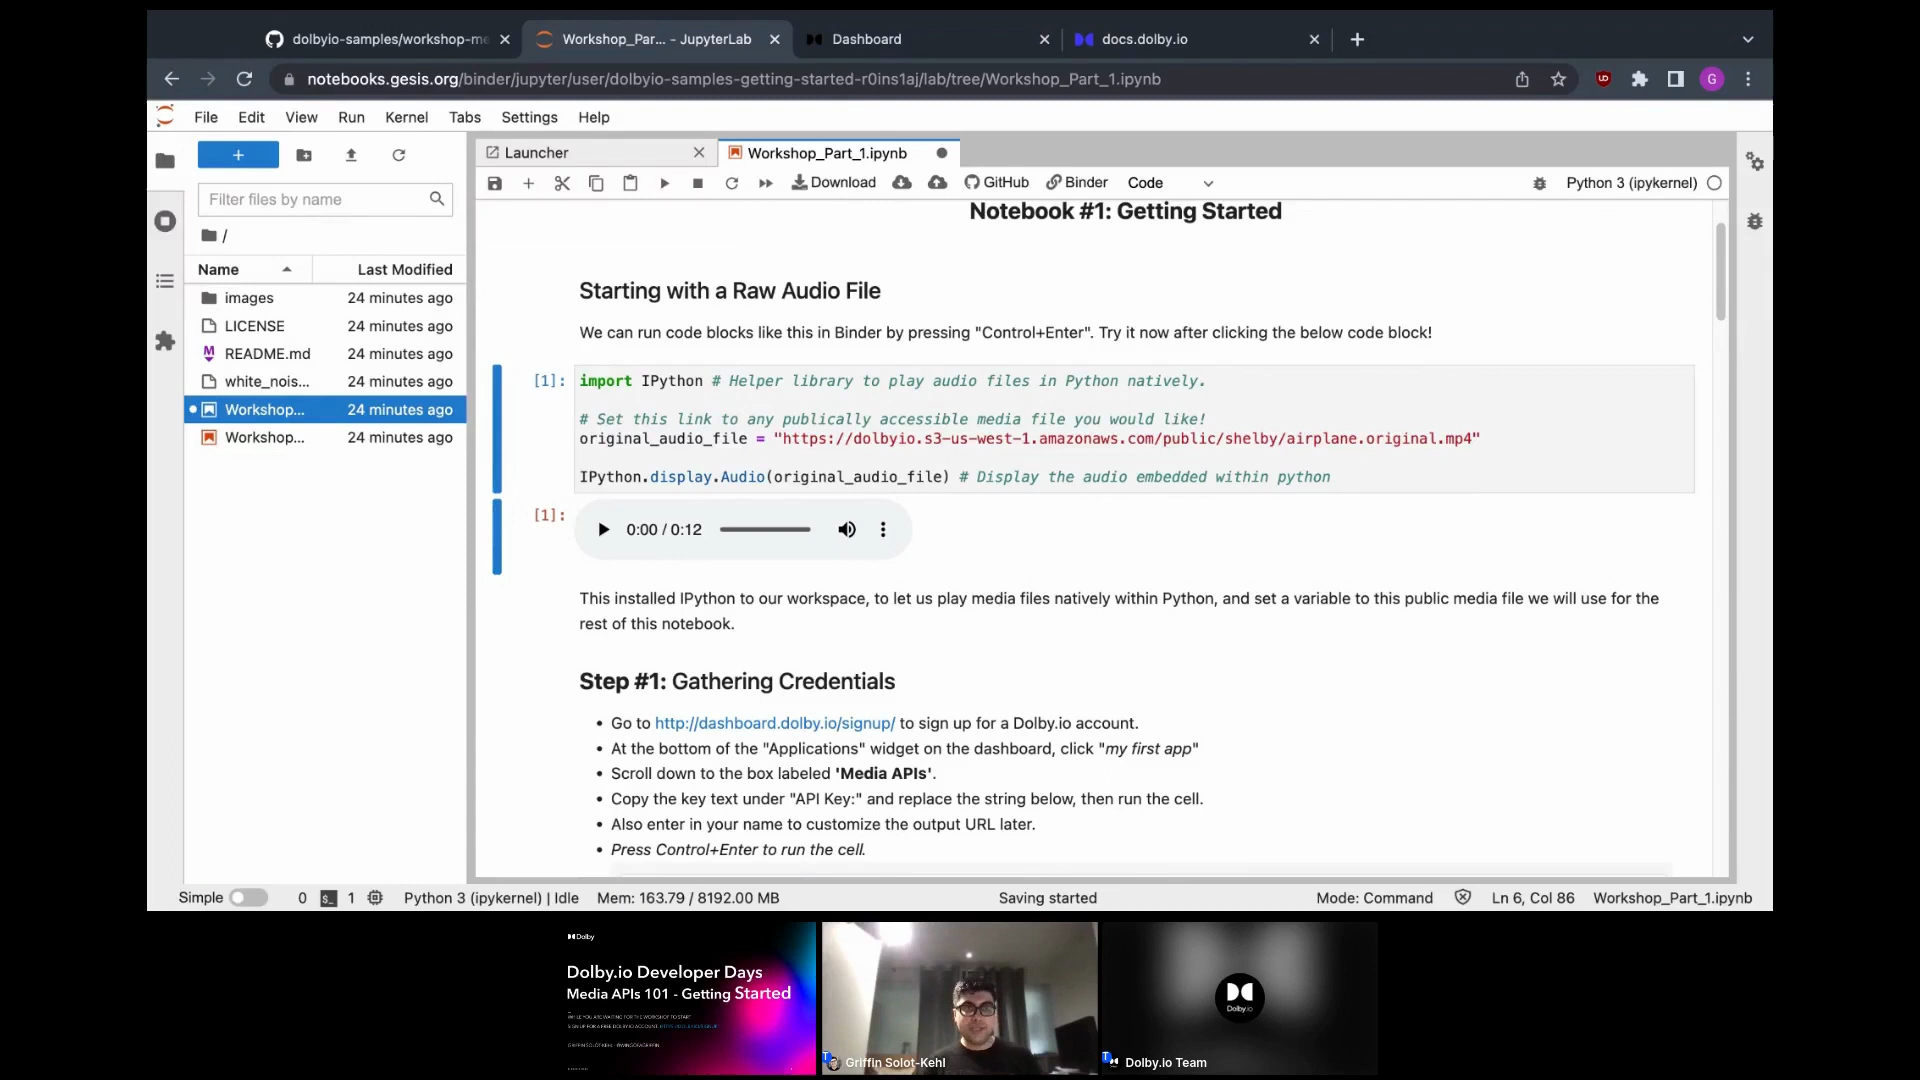 dolbyio-samples/workshop-me
Workshop_Par... - JupyterLab
Dashboard
docs.dolby.io
notebooks.gesis.org/binder/jupyter/user/dolbyio-samples-getting-started-r0ins1aj/lab/tree/Workshop_Part_1.ipynb
G
File Edit View Run Kernel Tabs Settings Help
Launcher
Workshop_Part_1.ipynb
Download
GitHub
Binder
Code
Python 3 (ipykernel)
Filter files by name
/
Name
Last Modified
images 24 minutes ago
LICENSE 24 minutes ago
README.md 24 minutes ago
white_nois... 24 minutes ago
Workshop... 24 minutes ago
Workshop... 24 minutes ago
Notebook #1: Getting Started
Starting with a Raw Audio File
We can run code blocks like this in Binder by pressing "Control+Enter". Try it now after clicking the below code block!
[1]: import IPython # Helper library to play audio files in Python natively.
# Set this link to any publically accessible media file you would like!
original_audio_file = "https://dolbyio.s3-us-west-1.amazonaws.com/public/shelby/airplane.original.mp4"
IPython.display.Audio(original_audio_file) # Display the audio embedded within python
[1]: 0:00 / 0:12
This installed IPython to our workspace, to let us play media files natively within Python, and set a variable to this public media file we will use for the
rest of this notebook.
Step #1: Gathering Credentials
• Go to http://dashboard.dolby.io/signup/ to sign up for a Dolby.io account.
• At the bottom of the "Applications" widget on the dashboard, click "my first app"
• Scroll down to the box labeled 'Media APIs'.
• Copy the key text under "API Key:" and replace the string below, then run the cell.
• Also enter in your name to customize the output URL later.
• Press Control+Enter to run the cell.
Simple 0 1 Python 3 (ipykernel) | Idle Mem: 163.79 / 8192.00 MB Saving started Mode: Command Ln 6, Col 86 Workshop_Part_1.ipynb
Dolby
Dolby.io Developer Days
Media APIs 101 - Getting Started
WHILE YOU ARE WAITING FOR THE WORKSHOP TO START
Griffin Solot-Kehl
Dolby.io
Dolby.io Team